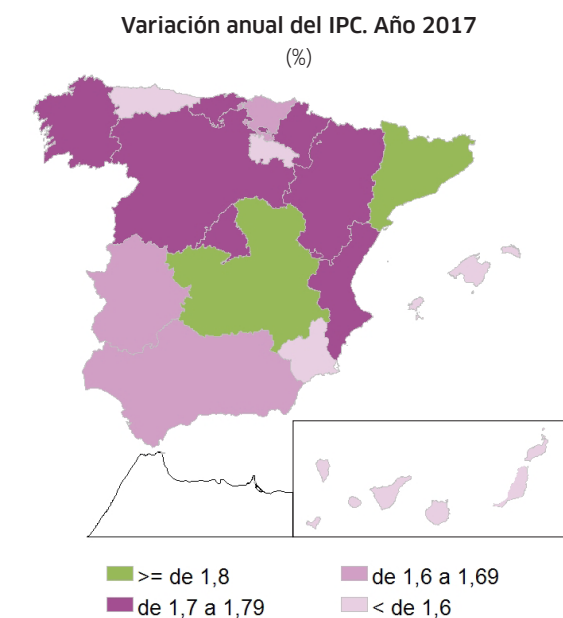 Variación anual del IPC. Año 2017
(%)
>= de 1,8
de 1,6 a 1,69
de 1,7 a 1,79
< de 1,6